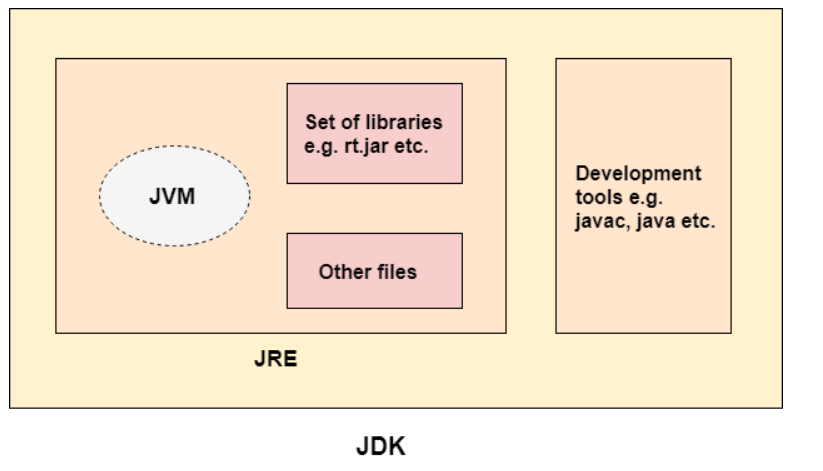 Set of libraries
e.g. rt.jar etc.
JVM
Other files
Development
tools e.g.
javac, java etc.
JRE
JDK